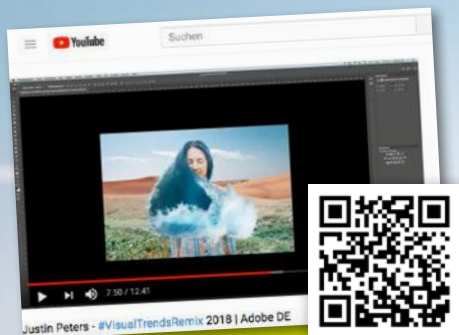 YouTube
Suchen
7:50 / 12:41
Justin Peters - #VisualTrendsRemix 2018 | Adobe DE